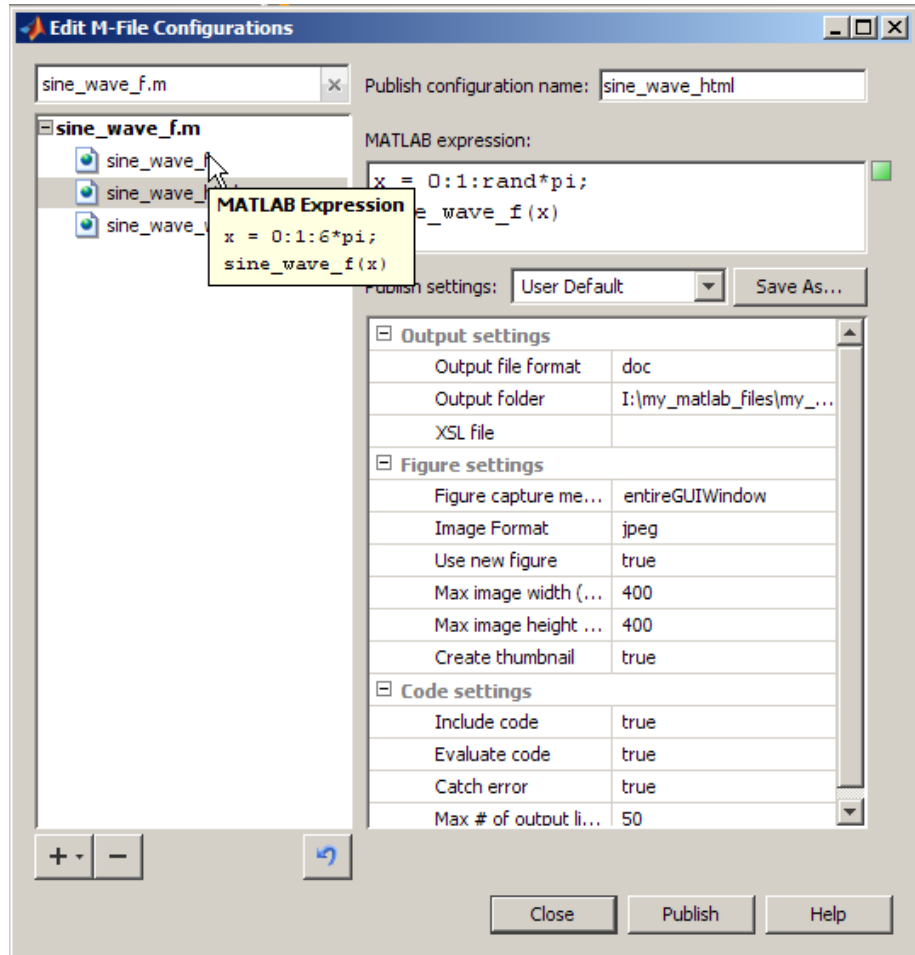 Edit M-File Configurations
sine_wave_f.m
Publish configuration name: sine_wave_html
sine_wave_f.m
MATLAB expression:
sine_wave_f
x = 0:1:rand*pi;
sine_wave_h
MATLAB Expression
e_wave_f(x)
sine_wave_
x = 0:1:6*pi;
sine_wave_f(x)
Publish settings: User Default Save As...
Output settings
Output file format doc
Output folder I:\my_matlab_files\my_...
XSL file
Figure settings
Figure capture me... entireGUIWindow
Image Format jpeg
Use new figure true
Max image width (... 400
Max image height ... 400
Create thumbnail true
Code settings
Include code true
Evaluate code true
Catch error true
Max # of output li... 50
Close Publish Help